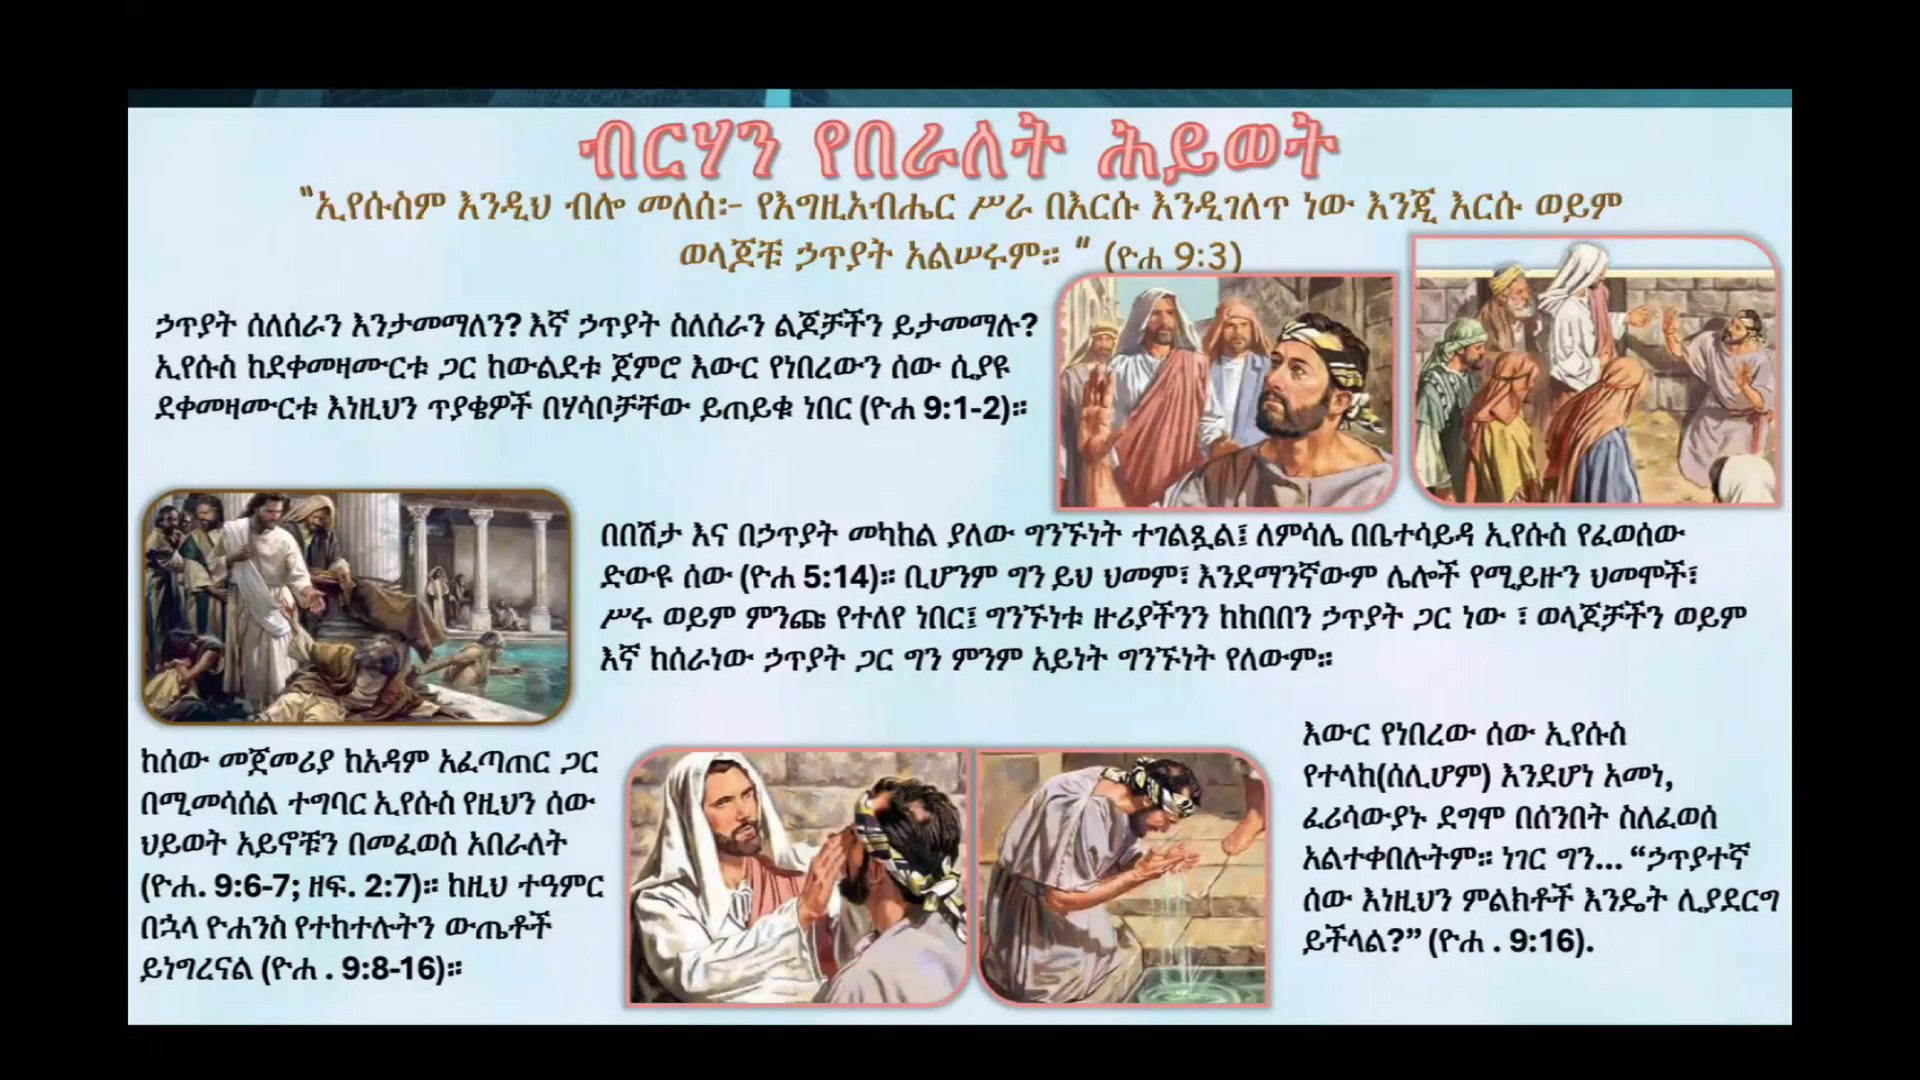 ብርሃን የበራለት ሕይወት
"ኢየሱስም እንዲህ ብሎ መለሰ፦ የእግዚአብሔር ሥራ በእርሱ እንዲገለጥ ነው እንጂ እርሱ ወይም
ወላጆቹ ኃጥያት አልሠሩም። " (ዮሐ 9:3)
ኃጥያት ሰለሰራን እንታመማለን? እኛ ኃጥያት ስለሰራን ልጆቻችን ይታመማሉ?
ኢየሱስ ከደቀመዛሙርቱ ጋር ከውልደቱ ጀምሮ እውር የነበረውን ሰው ሲያዩ
ደቀመዛሙርቱ እነዚህን ጥያቄዎች በሃሳቦቻቸው ይጠይቁ ነበር (ዮሐ 9:1-2)።
በበሽታ እና በኃጥያት መካከል ያለው ግንኙነት ተገልጿል፤ ለምሳሌ በቤተሳይዳ ኢየሱስ የፈወሰው
ድውዩ ሰው (ዮሐ 5:14)። ቢሆንም ግን ይህ ህመም፣ እንደማንኛውም ሌሎች የሚይዙን ህመሞች፣
ሥሩ ወይም ምንጩ የተለየ ነበር፤ ግንኙነቱ ዙሪያችንን ከከበበን ኃጥያት ጋር ነው ፣ ወላጆቻችን ወይም
እኛ ከሰራነው ኃጥያት ጋር ግን ምንም አይነት ግንኙነት የለውም።
ከሰው መጀመሪያ ከአዳም አፈጣጠር ጋር
በሚመሳሰል ተግባር ኢየሱስ የዚህን ሰው
ህይወት አይኖቹን በመፈወስ አበራለት
(ዮሐ. 9:6-7; ዘፍ. 2:7)። ከዚህ ተዓምር
በኋላ ዮሐንስ የተከተሉትን ውጤቶች
ይነግረናል (ዮሐ . 9:8-16)።
እውር የነበረው ሰው ኢየሱስ
የተላከ(ሰሊሆም) እንደሆነ አመነ,
ፈሪሳውያኑ ደግሞ በሰንበት ስለፈወሰ
አልተቀበሉትም። ነገር ግን... “ኃጥያተኛ
ሰው እነዚህን ምልክቶች እንዴት ሊያደርግ
ይችላል?” (ዮሐ . 9:16).